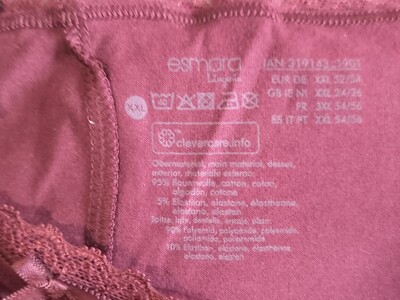 esmara
Lingerie
IAN 319143_1901
EUR DE XXL 52/54
GB IE NI XXL 24/26
FR 3XL 54/56
ES IT PT XXL 54/56
XXL
clevercare.info
Obermaterial, main material, dessus,
exterior, materiale esterno:
95% Baumwolle, cotton, coton,
algodón, cotone
5% Elasthan, elastane, élasthanne,
elastano, elastan
Spitze, lace, dentelle, encaje, pizzo:
90% Polyamid, polyamide, polyamide,
poliamida, poliammide
10% Elasthan, elastane, élasthanne,
elastano, elastan